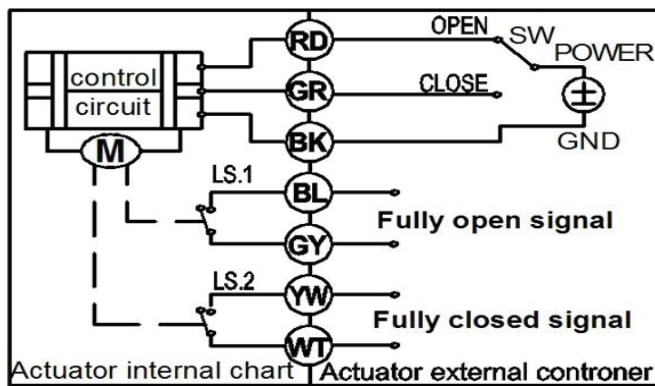 RD
OPEN
SW
POWER
control
circuit
GR
CLOSE
±
GND
BK
M
LS.1
BL
Fully open signal
GY
LS.2
YW
Fully closed signal
WT
Actuator internal chart
Actuator external controner